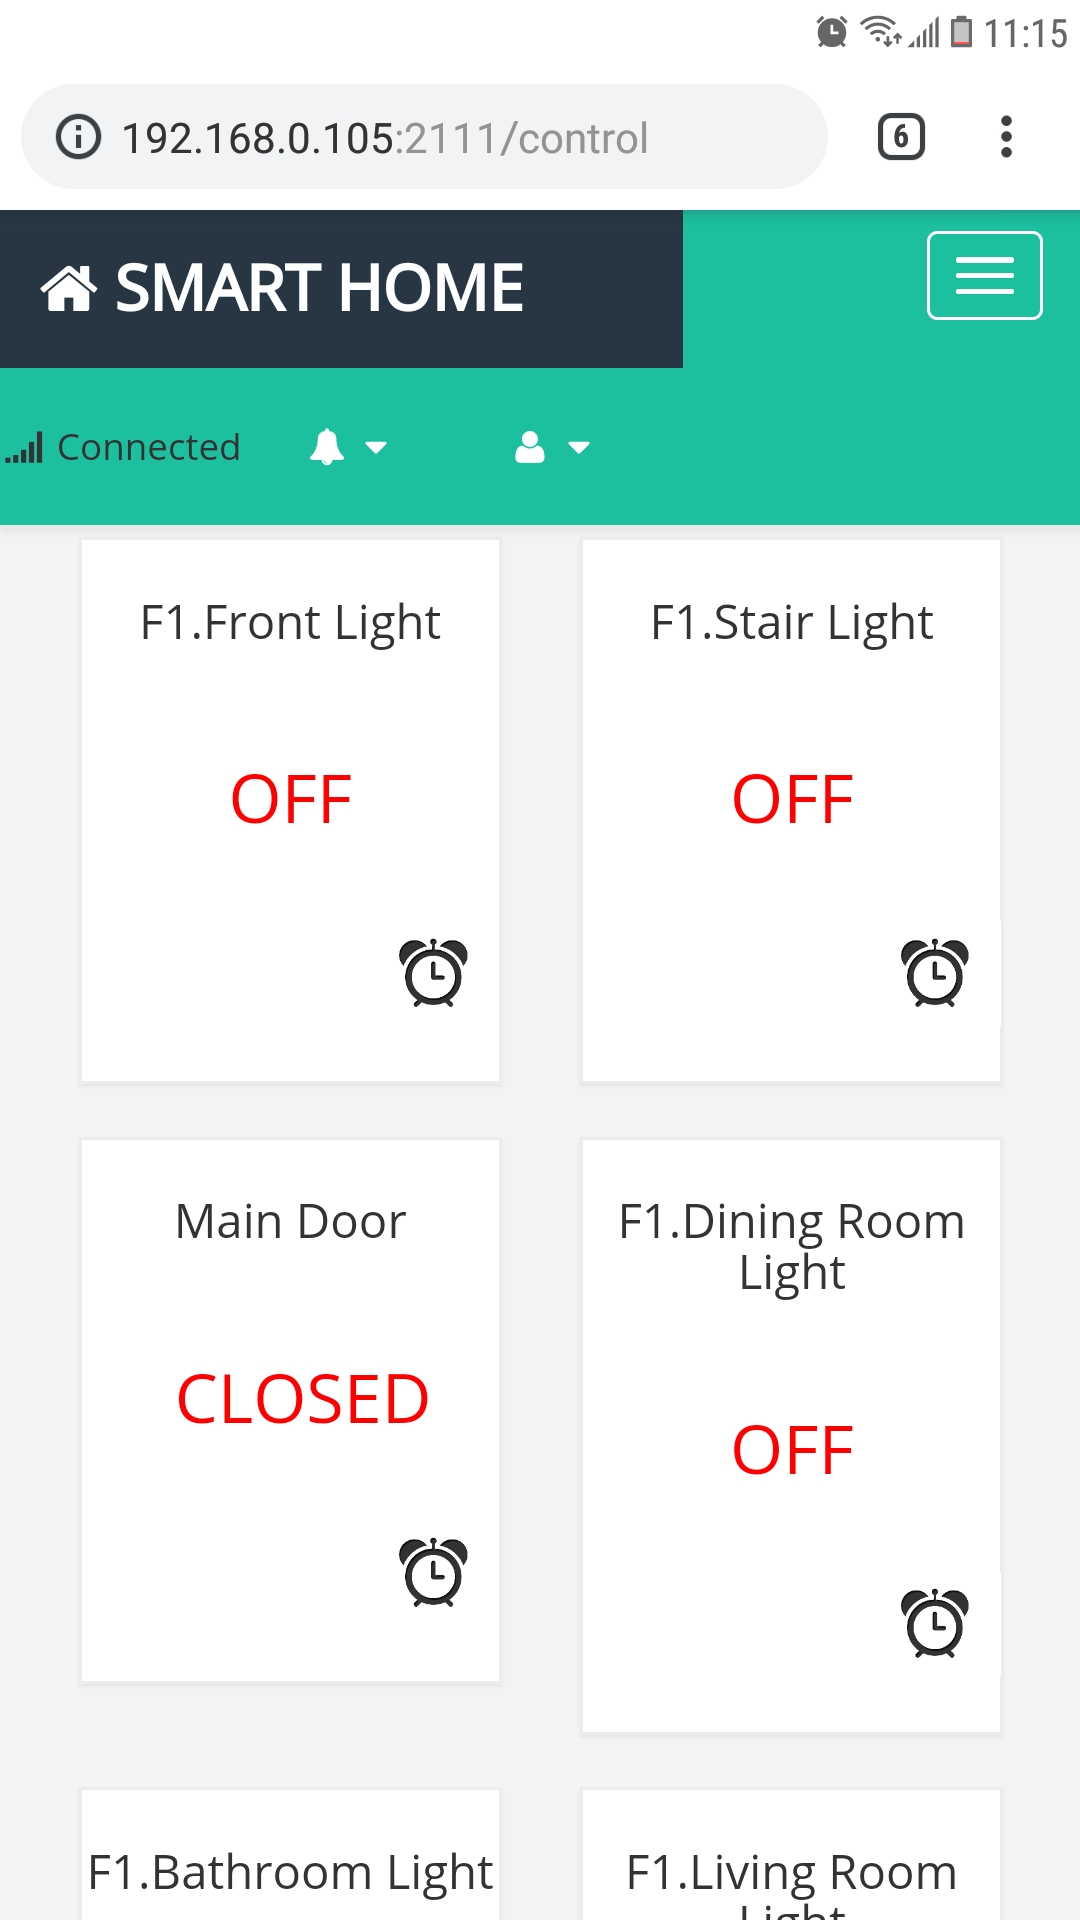 11:15
192.168.0.105:2111/control
6
SMART HOME
Connected
F1.Front Light
F1.Stair Light
OFF
OFF
Main Door
F1.Dining Room
Light
CLOSED
OFF
F1.Bathroom Light
F1.Living Room
Light